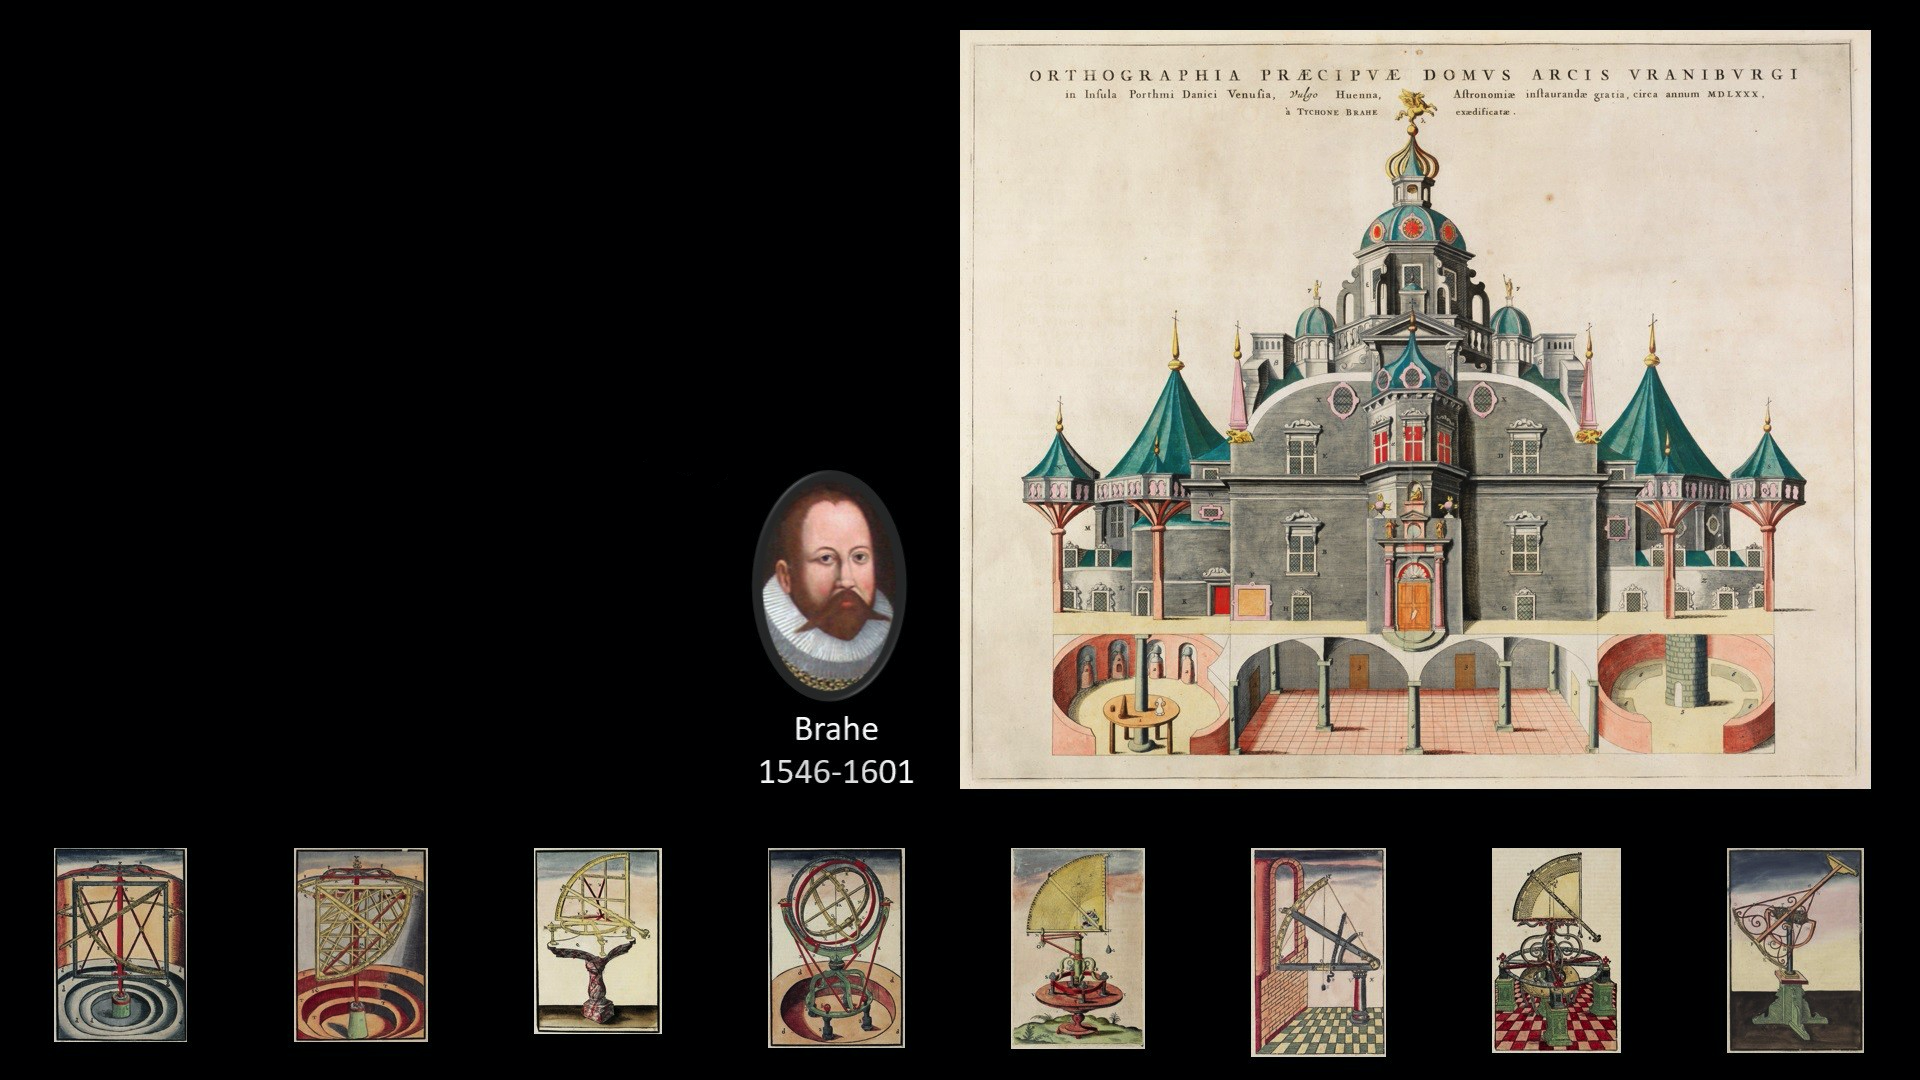 ORTHOGRAPHIA PRÆCIPVÆ DOMVS ARCIS VRANIBVRGI
in Insula Porthmi Danici Venusia, Vulgo Huenna, Astronomiæ instaurandæ gratia, circa annum MDLXXX,
à TYCHONE BRAHE exædificatæ.
Brahe
1546-1601